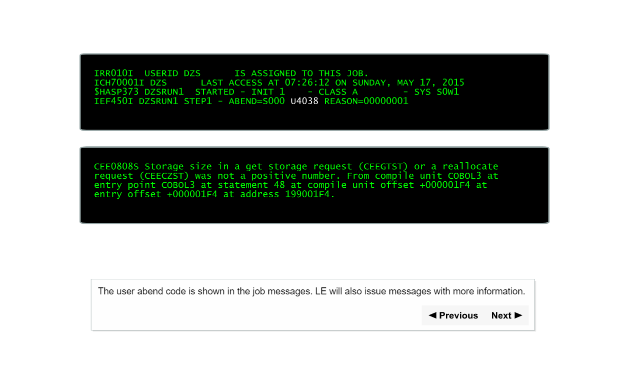 IRR010I  USERID DZS      IS ASSIGNED TO THIS JOB.
ICH70001I DZS      LAST ACCESS AT 07:26:12 ON SUNDAY, MAY 17, 2015
$HASP373 DZSRUN1  STARTED - INIT 1    - CLASS A        - SYS S0W1
IEF450I DZSRUN1 STEP1 - ABEND=S000 U4038 REASON=00000001
CEE0808S Storage size in a get storage request (CEEGTST) or a reallocate
request (CEECZST) was not a positive number. From compile unit COBOL3 at
entry point COBOL3 at statement 48 at compile unit offset +000001F4 at
entry offset +000001F4 at address 199001F4.
The user abend code is shown in the job messages. LE will also issue messages with more information.
◀ Previous Next ▶